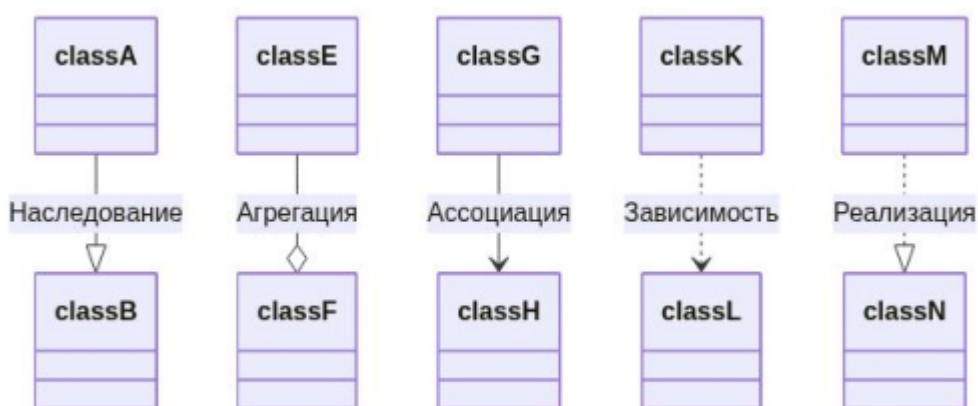 classA classE classG classK classM
Наследование Агрегация Ассоциация Зависимость Реализация
classB classF classH classL classN